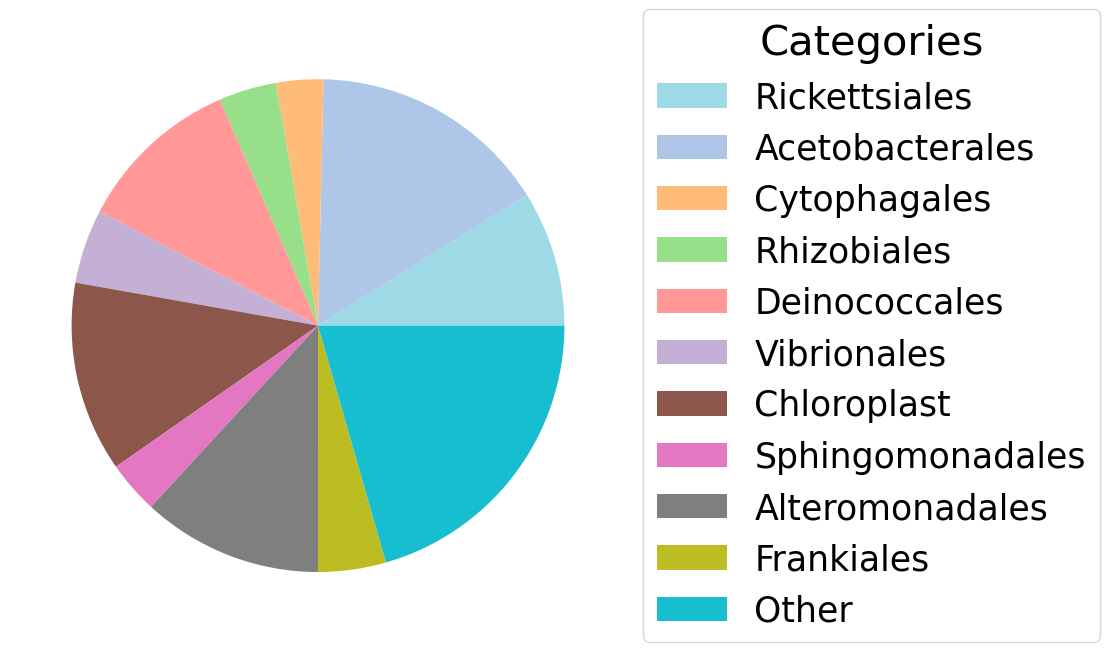 Categories
Rickettsiales
Acetobacterales
Cytophagales
Rhizobiales
Deinococcales
Vibrionales
Chloroplast
Sphingomonadales
Alteromonadales
Frankiales
Other